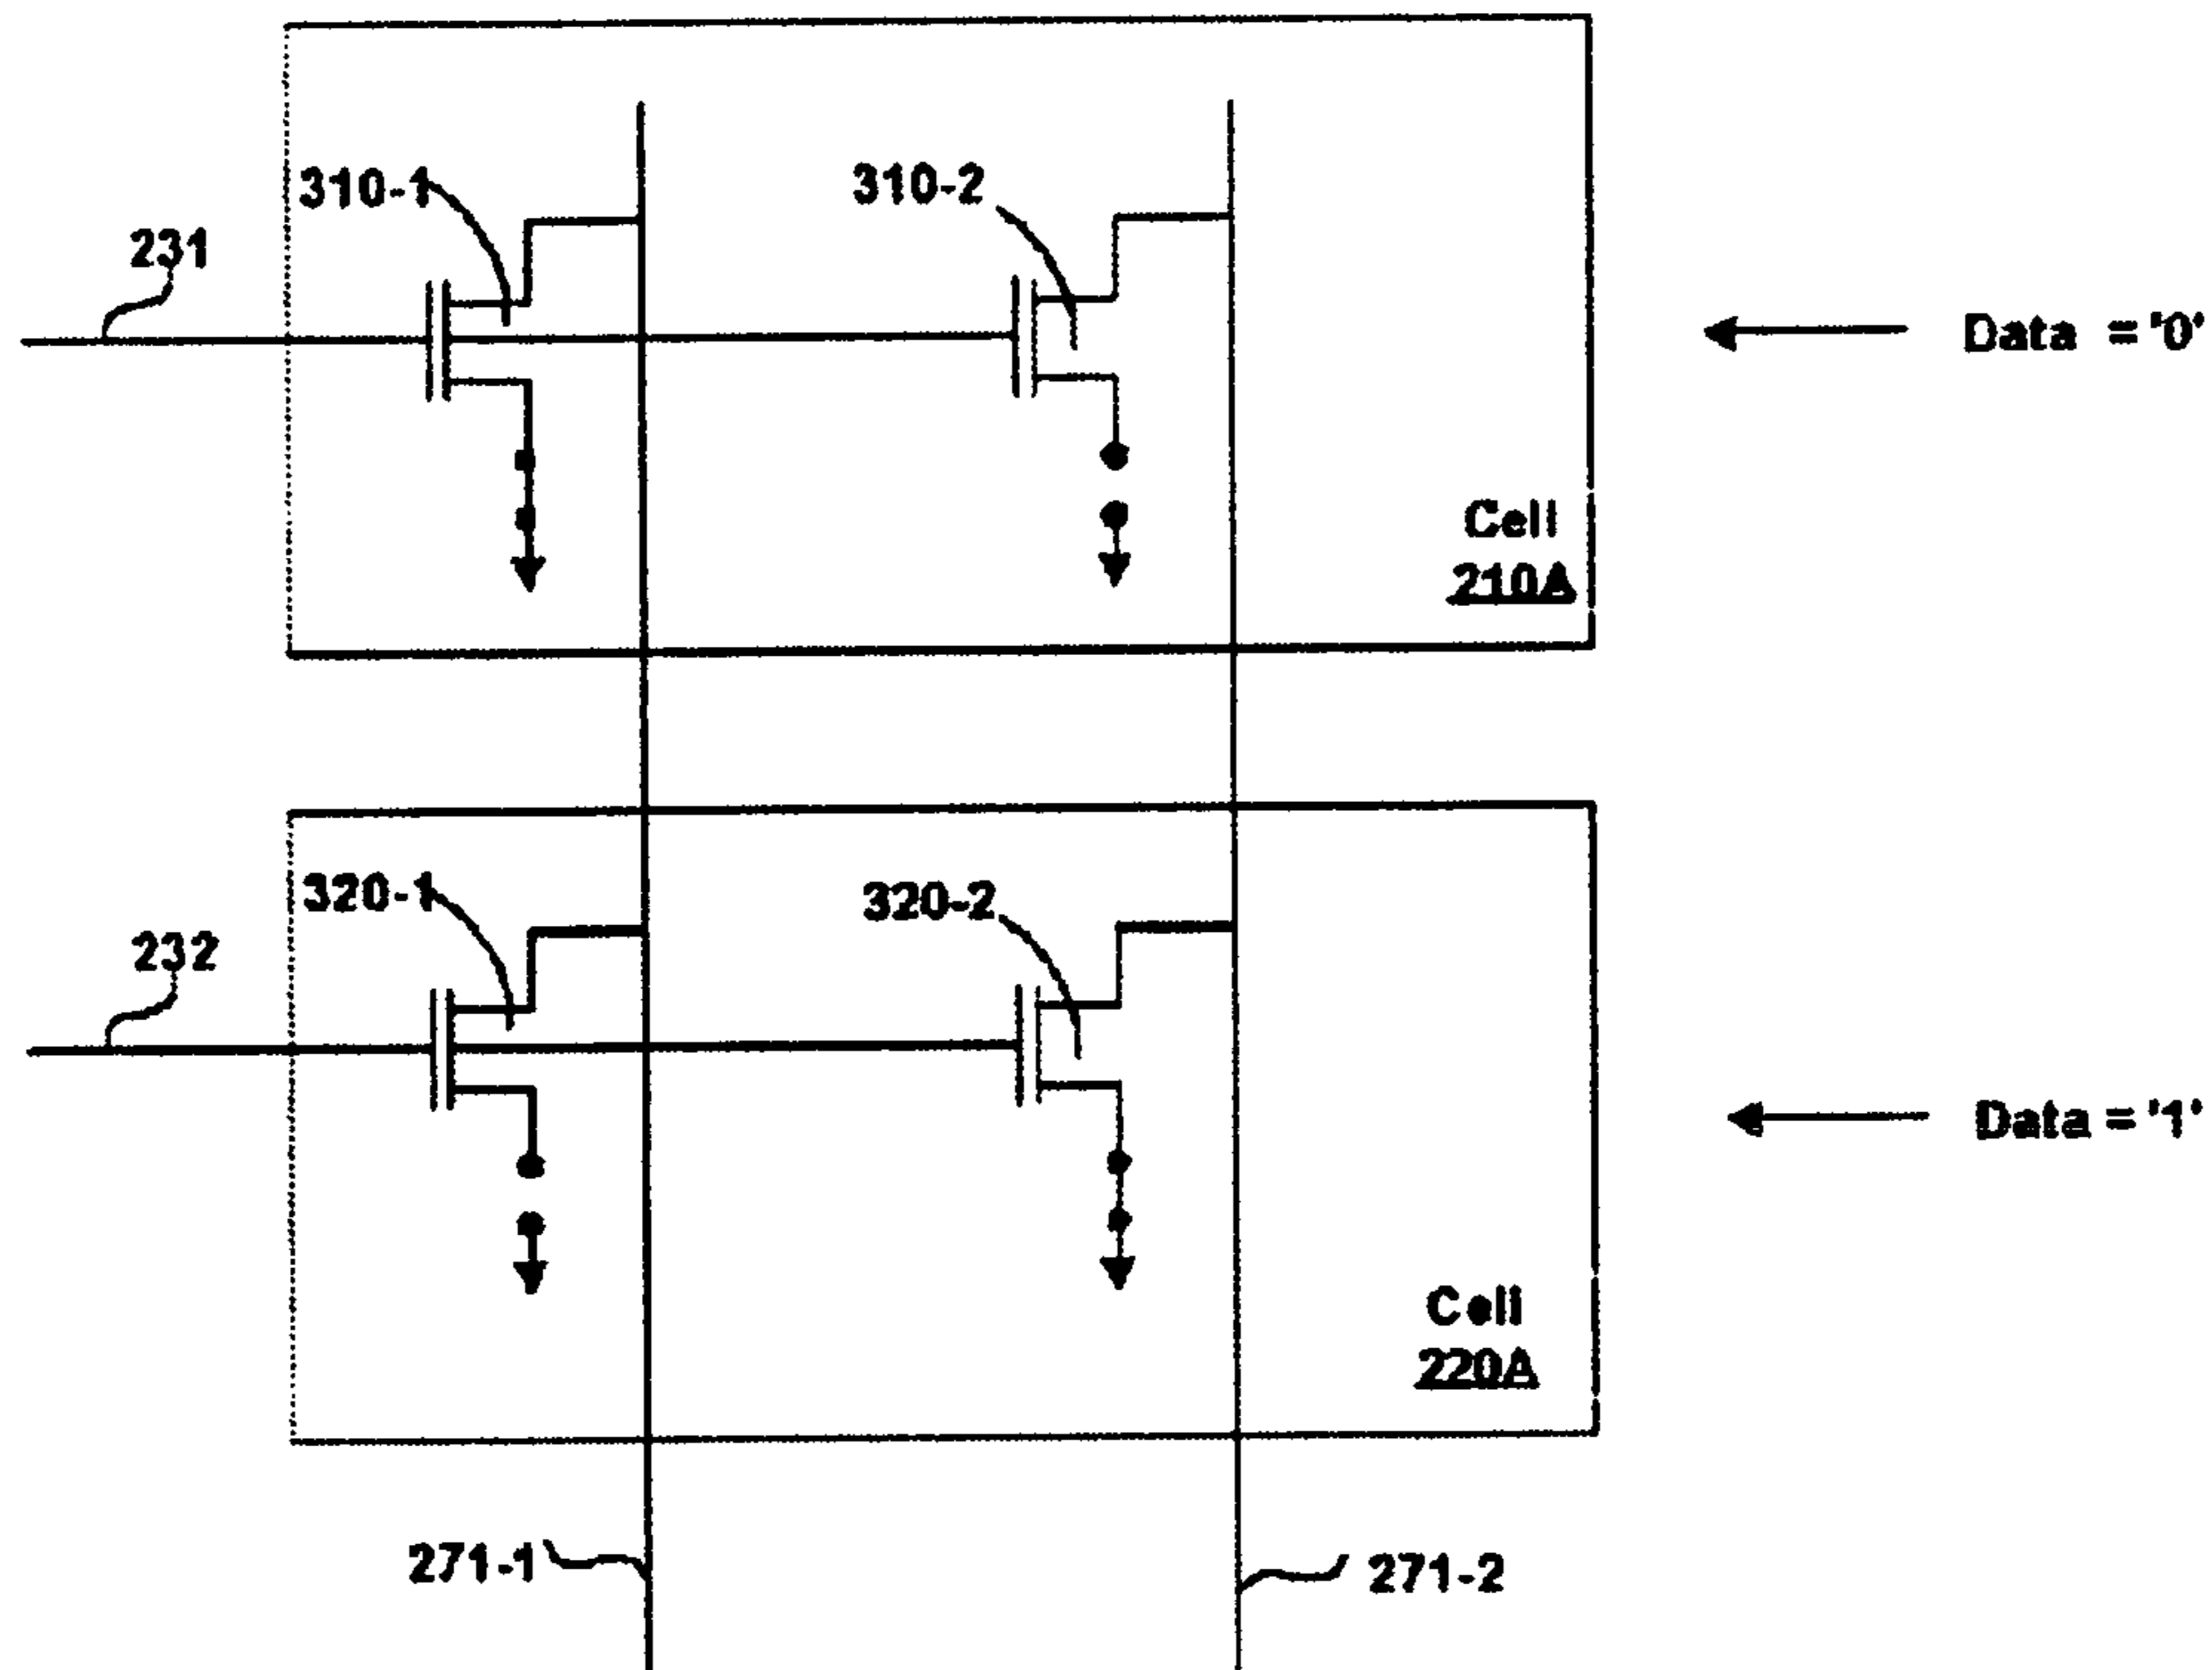 310-1
310-2
231
Data = '0'
Cell
210A
320-1
320-2
232
Data = '1'
Cell
220A
271-1
271-2